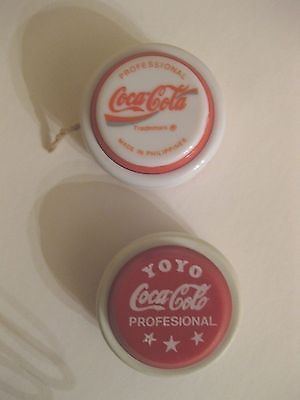 PROFESSIONAL
Coca-Cola
Trademark ®
MADE IN PHILIPPINES
YOYO
Coca-Cola
PROFESIONAL